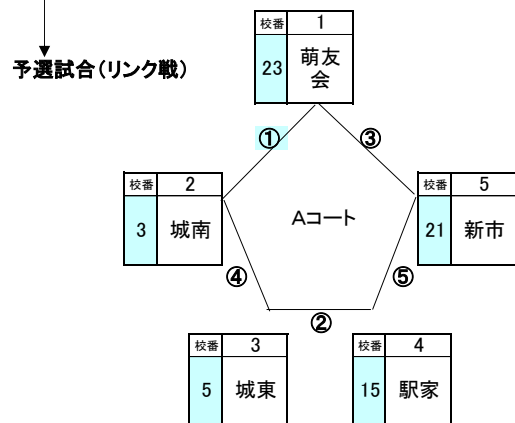 予選試合(リンク戦)
校番 1
23 萌友
会
① ③
校番 2
3 城南
Aコート
校番 5
21 新市
④ ⑤
②
校番 3
5 城東
校番 4
15 駅家